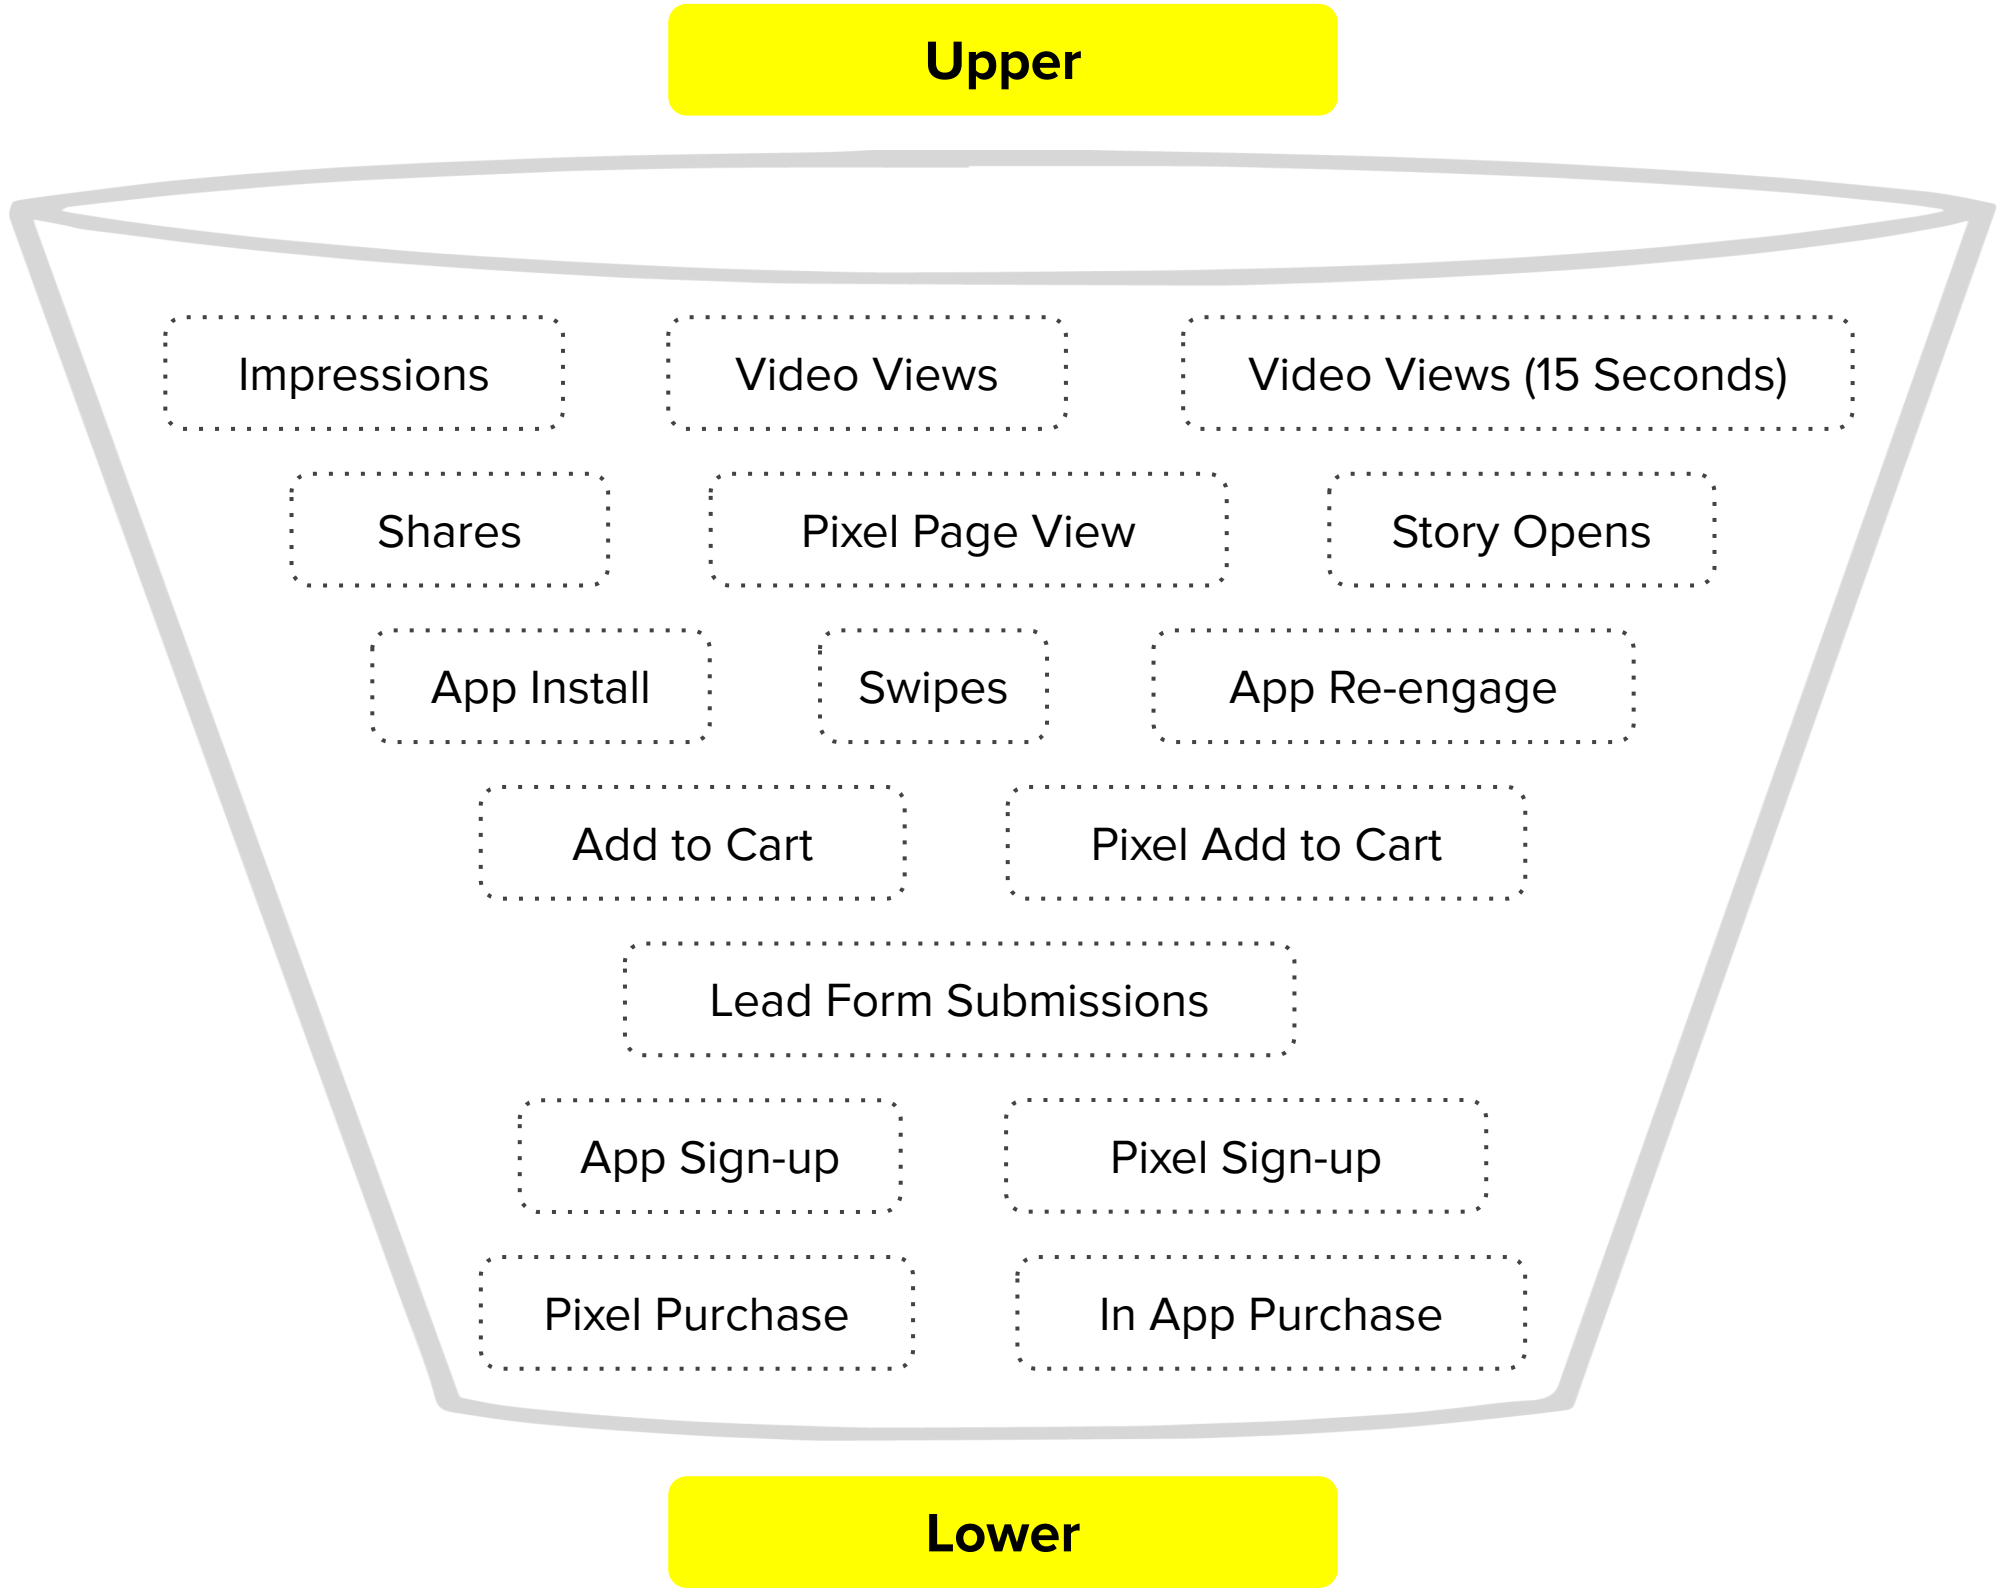 Upper
Impressions
Video Views
Video Views (15 Seconds)
Shares
Pixel Page View
Story Opens
App Install
Swipes
App Re-engage
Add to Cart
Pixel Add to Cart
Lead Form Submissions
App Sign-up
Pixel Sign-up
Pixel Purchase
In App Purchase
Lower